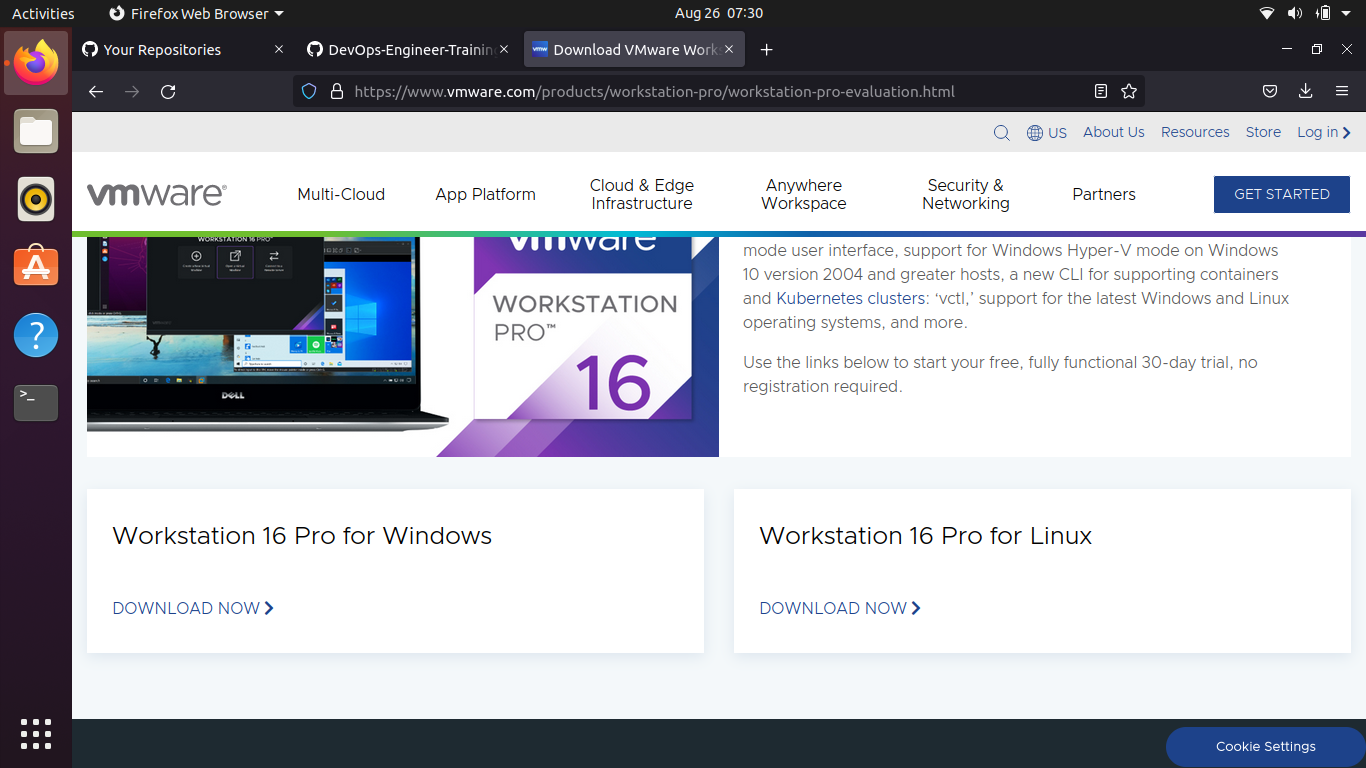 Activities
Firefox Web Browser
Aug 26 07:30
Your Repositories
DevOps-Engineer-Training
Download VMware Works
https://www.vmware.com/products/workstation-pro/workstation-pro-evaluation.html
US
About Us
Resources
Store
Log in
vmware®
Multi-Cloud
App Platform
Cloud & Edge
Infrastructure
Anywhere
Workspace
Security &
Networking
Partners
GET STARTED
WORKSTATION 16 PRO™
vmware
WORKSTATION
PRO™
16
DELL
mode user interface, support for Windows Hyper-V mode on Windows
10 version 2004 and greater hosts, a new CLI for supporting containers
and Kubernetes clusters: ‘vctl,’ support for the latest Windows and Linux
operating systems, and more.
Use the links below to start your free, fully functional 30-day trial, no
registration required.
Workstation 16 Pro for Windows
DOWNLOAD NOW
Workstation 16 Pro for Linux
DOWNLOAD NOW
Cookie Settings